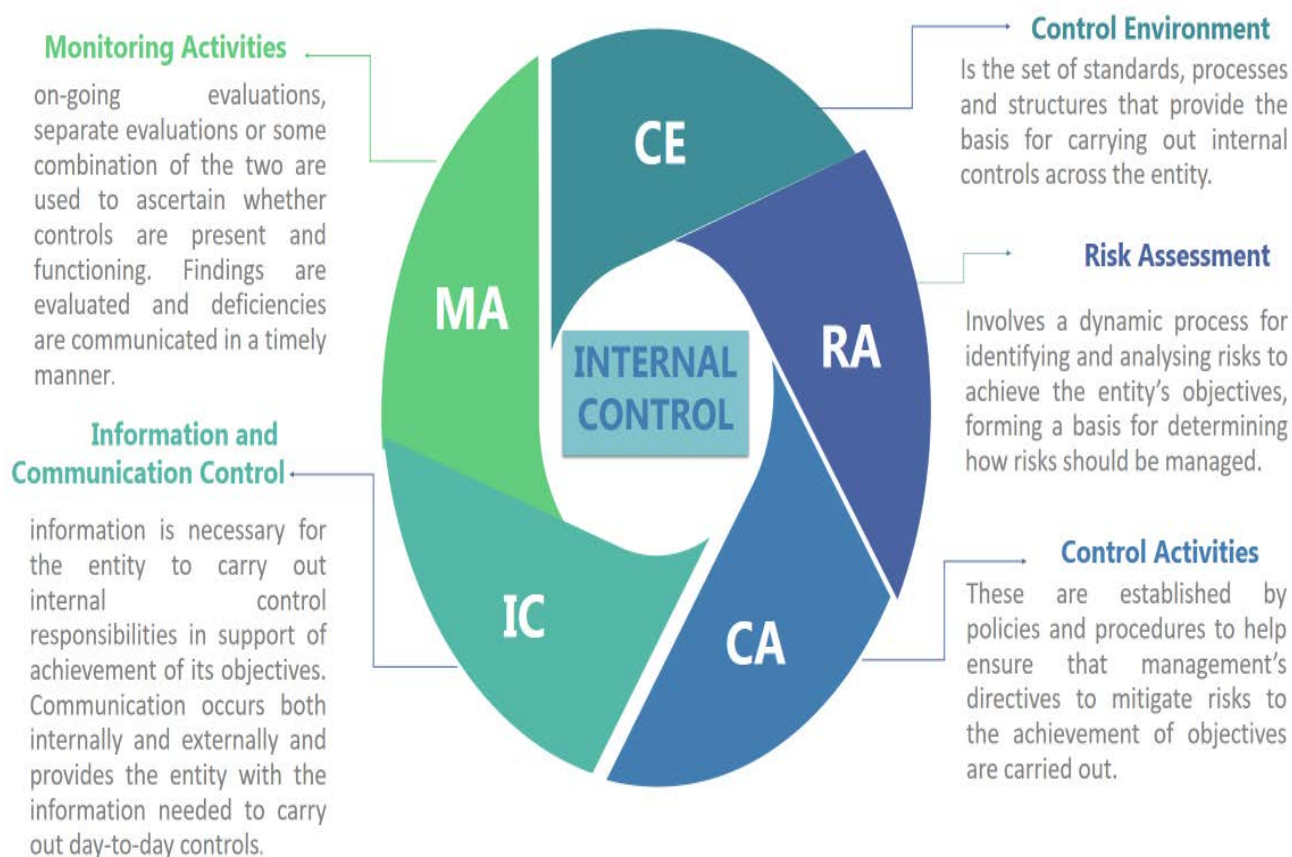 Monitoring Activities
on-going evaluations,
separate evaluations or some
combination of the two are
used to ascertain whether
controls are present and
functioning. Findings are
evaluated and deficiencies
are communicated in a timely
manner.
Information and
Communication Control
information is necessary for
the entity to carry out
internal control
responsibilities in support of
achievement of its objectives.
Communication occurs both
internally and externally and
provides the entity with the
information needed to carry
out day-to-day controls.
CE
RA
CA
IC
MA
INTERNAL
CONTROL
Control Environment
Is the set of standards, processes
and structures that provide the
basis for carrying out internal
controls across the entity.
Risk Assessment
Involves a dynamic process for
identifying and analysing risks to
achieve the entity's objectives,
forming a basis for determining
how risks should be managed.
Control Activities
These are established by
policies and procedures to help
ensure that management's
directives to mitigate risks to
the achievement of objectives
are carried out.